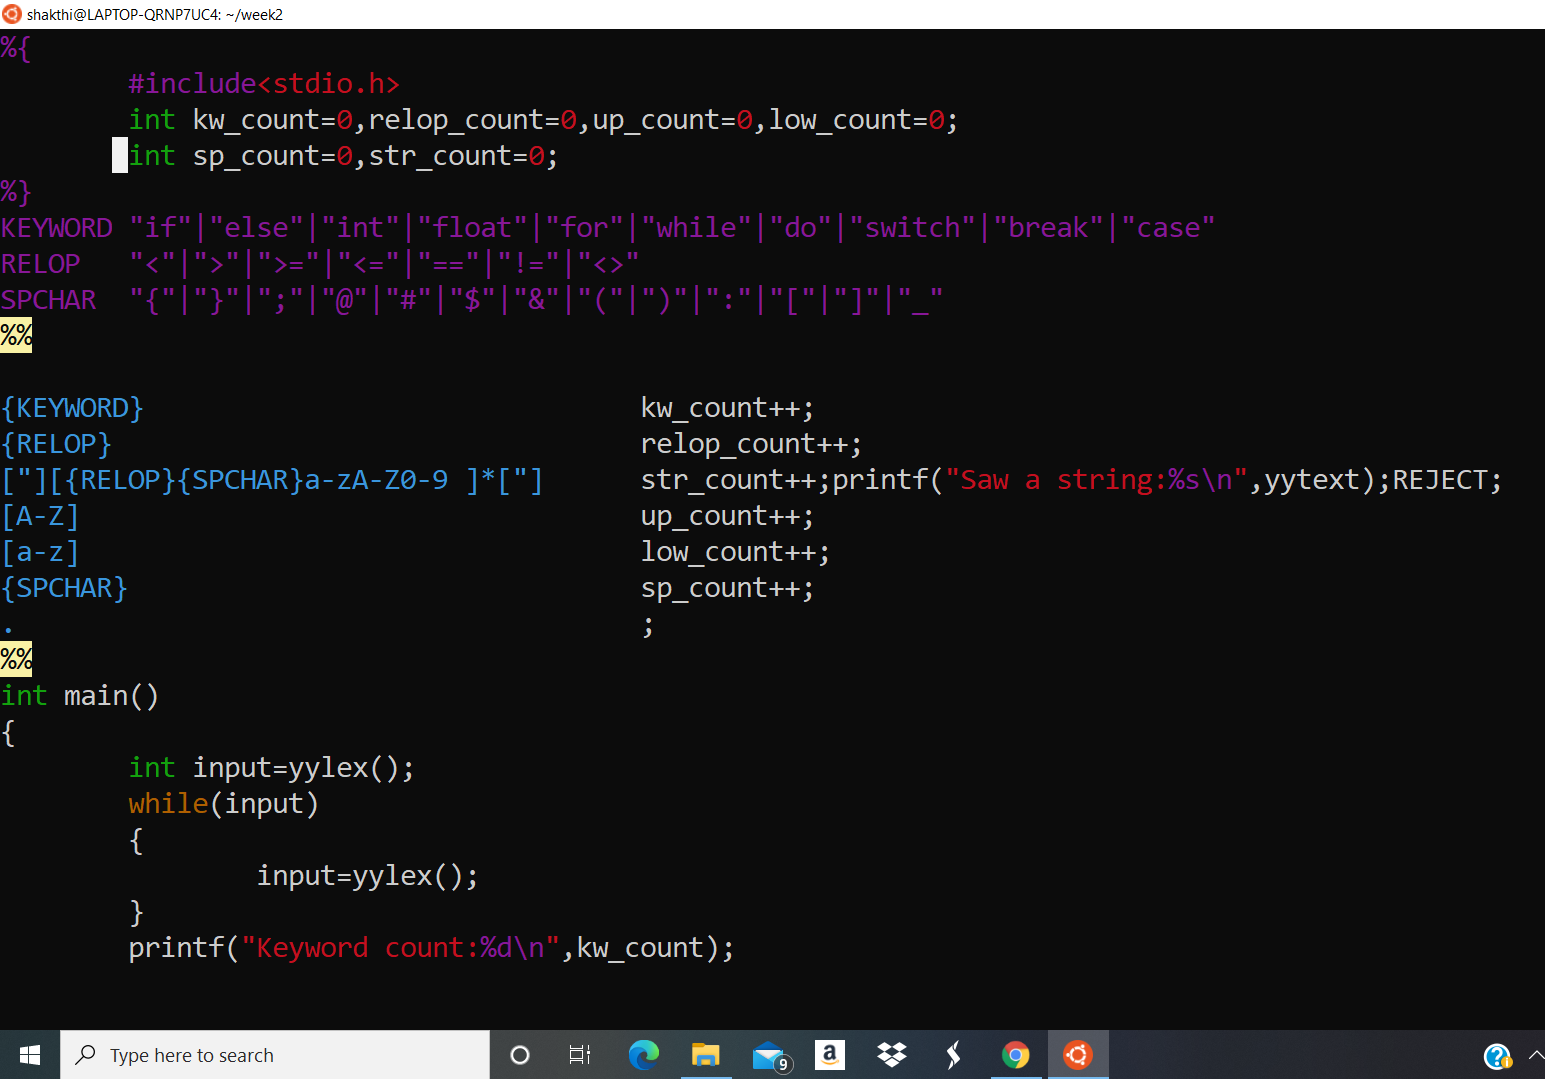 shakthi@LAPTOP-QRNP7UC4: ~/week2
%{
#include<stdio.h>
int kw_count=0,relop_count=0,up_count=0,low_count=0;
int sp_count=0,str_count=0;
%}
KEYWORD "if"|"else"|"int"|"float"|"for"|"while"|"do"|"switch"|"break"|"case"
RELOP "<"|">"|">="|"<="|"=="|"!="|"<>"
SPCHAR "{"|"}"|";"|"@"|"#"|"$"|"&"|"("|")"|":"|"["|"]"|"_"
%%
{KEYWORD} kw_count++;
{RELOP} relop_count++;
["][{RELOP}{SPCHAR}a-zA-Z0-9 ]*["] str_count++;printf("Saw a string:%s\n",yytext);REJECT;
[A-Z] up_count++;
[a-z] low_count++;
{SPCHAR} sp_count++;
. ;
%%
int main()
{
int input=yylex();
while(input)
{
input=yylex();
}
printf("Keyword count:%d\n",kw_count);
Type here to search
9
a
?